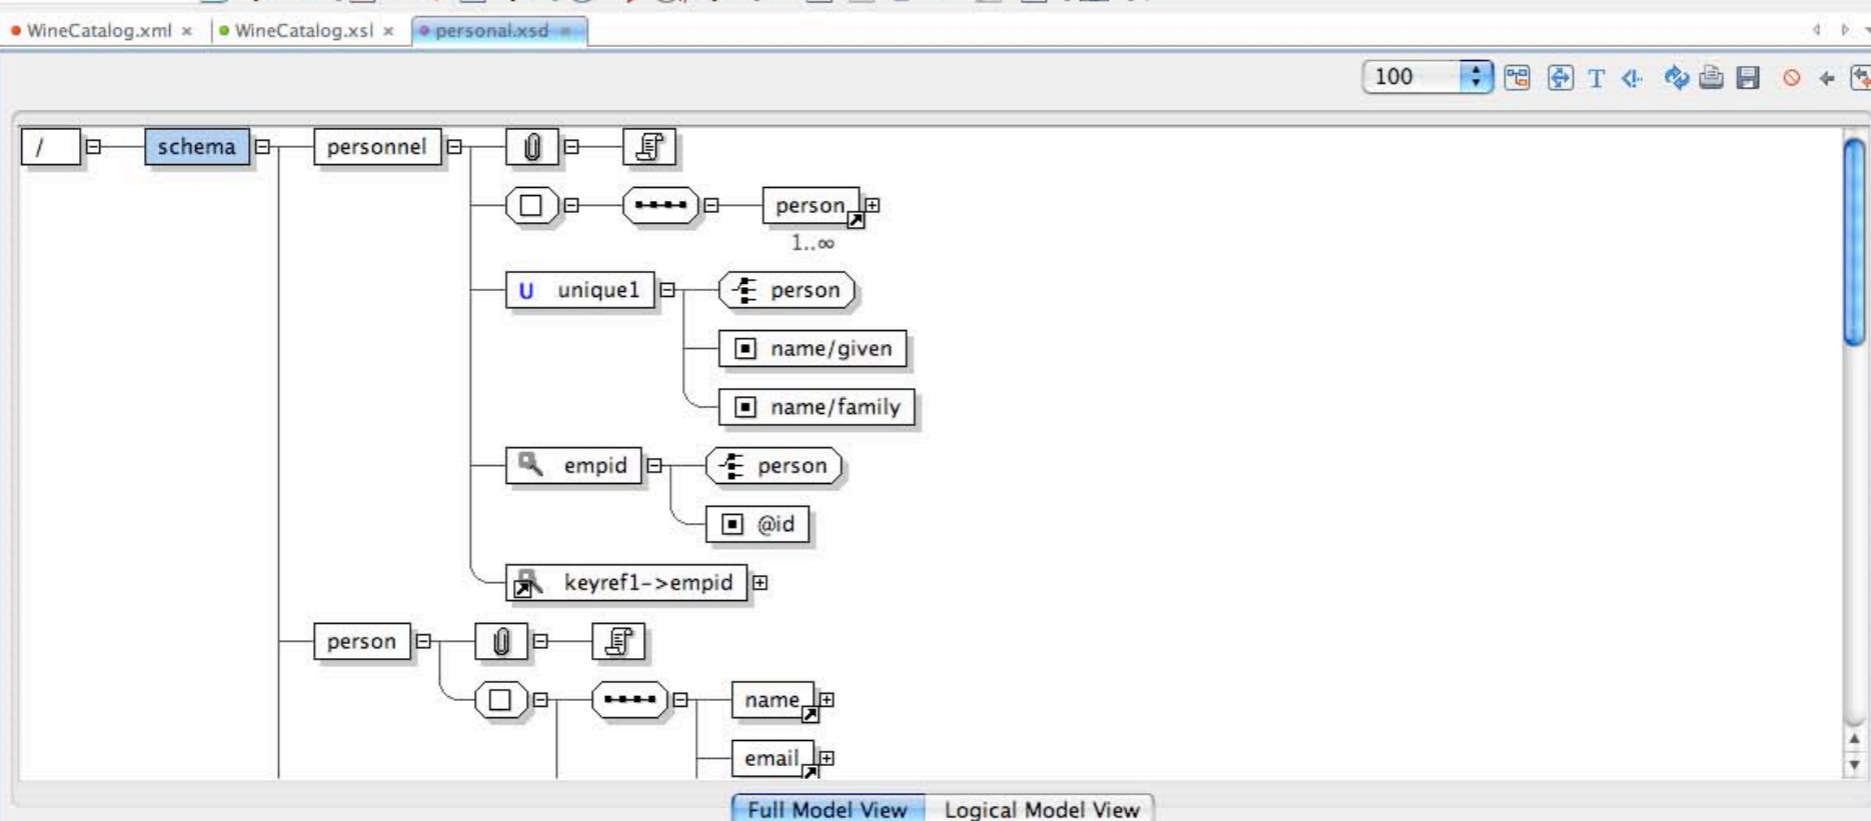 WineCatalog.xml × WineCatalog.xsl × personal.xsd
100
/ schema personnel
person
1..∞
U unique1 person
name/given
name/family
empid person
@id
keyref1->empid
person
name
email
Full Model View Logical Model View